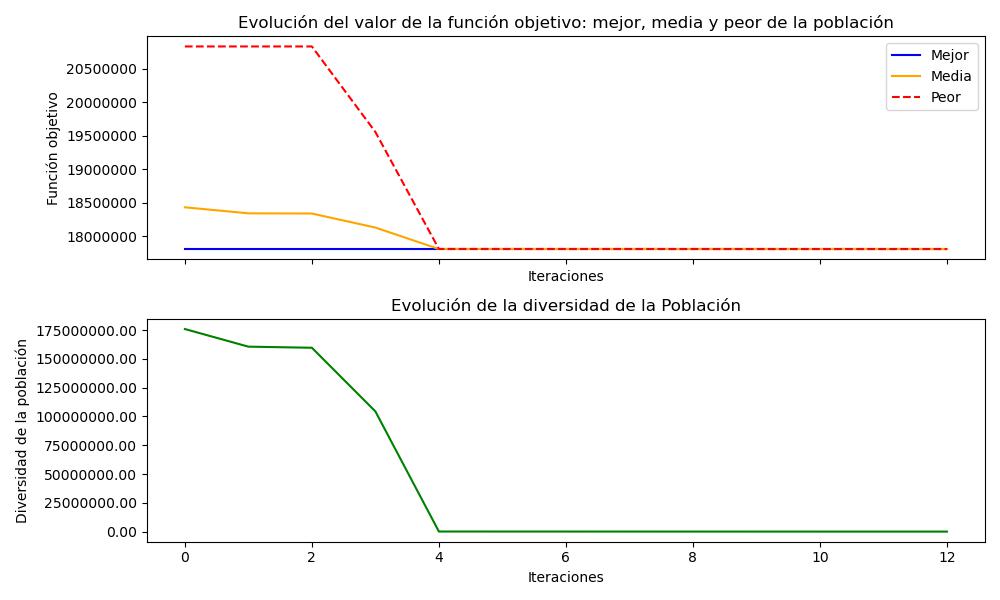 Evolución del valor de la función objetivo: mejor, media y peor de la población
Función objetivo
20500000
20000000
19500000
19000000
18500000
18000000
Mejor
Media
Peor
Iteraciones
Evolución de la diversidad de la Población
Diversidad de la población
175000000.00
150000000.00
125000000.00
100000000.00
75000000.00
50000000.00
25000000.00
0.00
0 2 4 6 8 10 12
Iteraciones